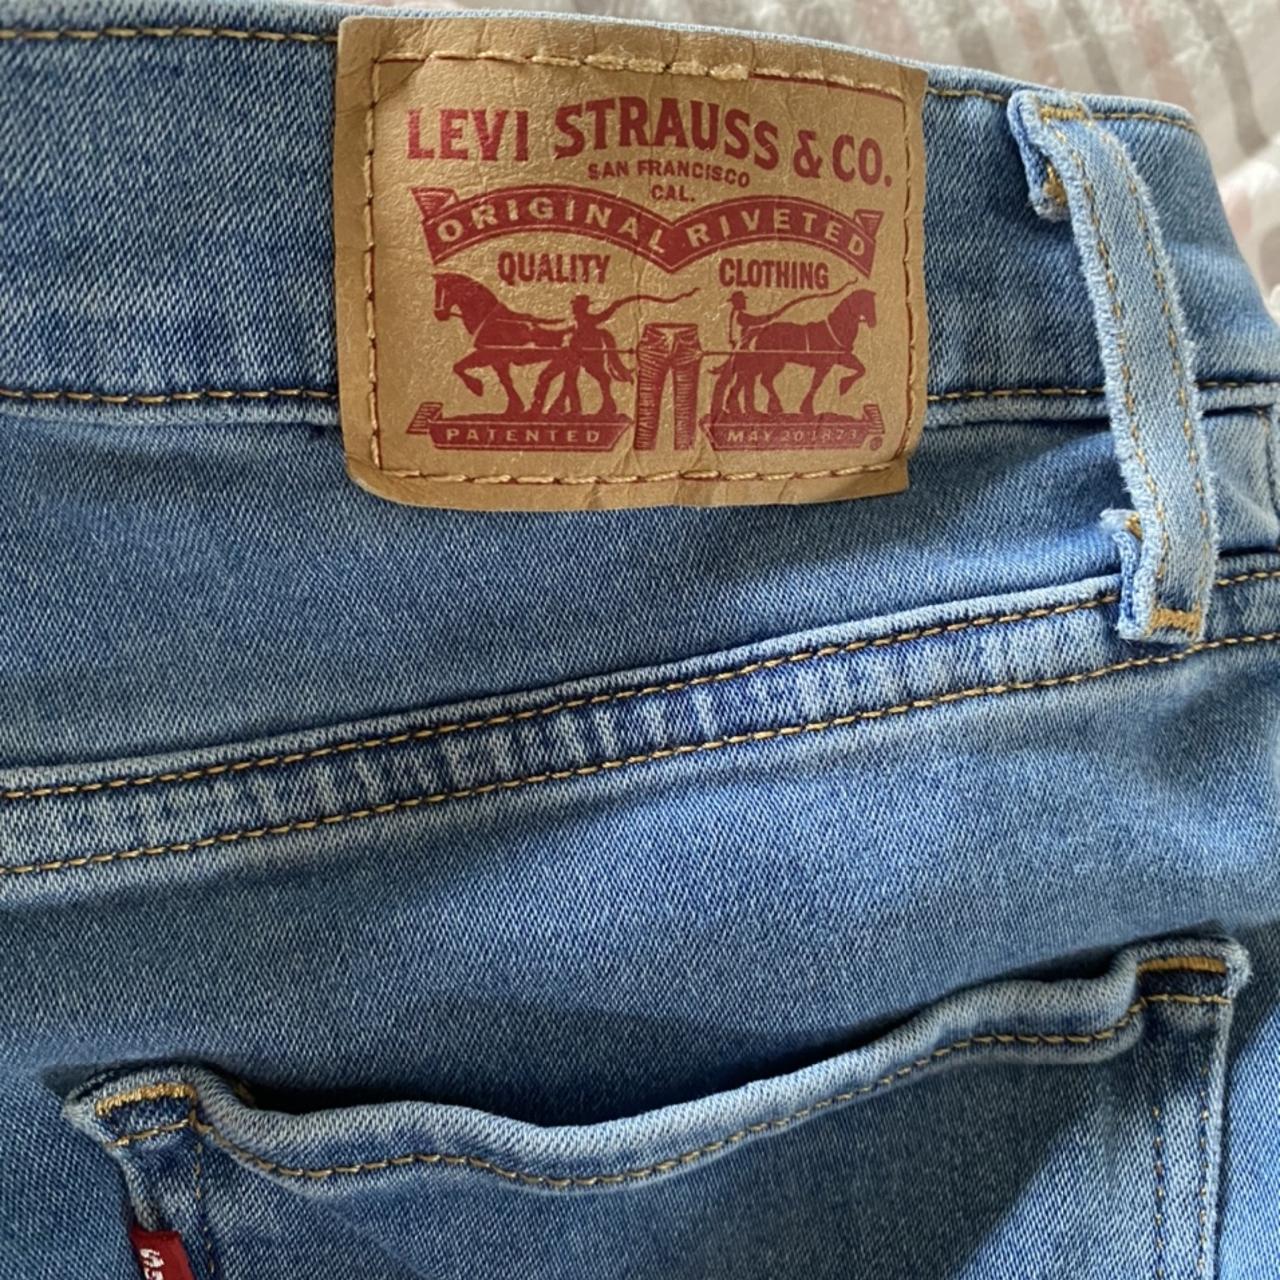 LEVI STRAUSS & CO.
SAN FRANCISCO
CAL.
ORIGINAL RIVETED
QUALITY CLOTHING
PATENTED MAY 20 1873
®